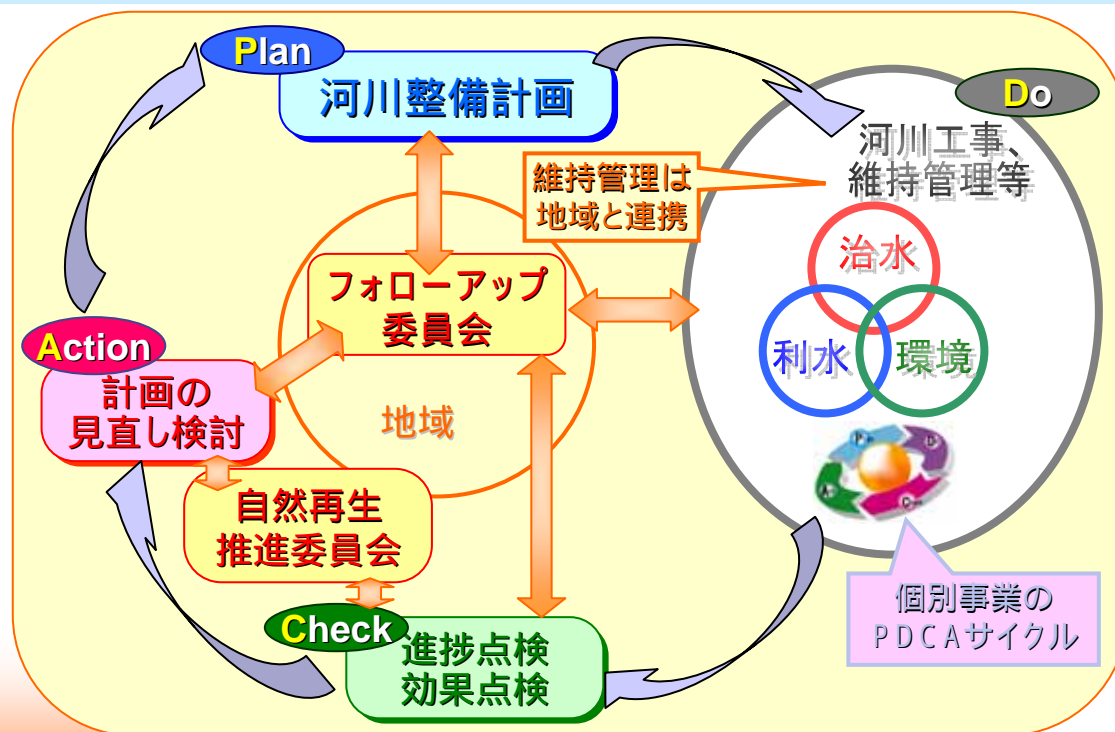 Plan
河川整備計画
Do
河川工事、
維持管理等
維持管理は
地域と連携
治水
利水
環境
フォローアップ
委員会
地域
Action
計画の
見直し検討
自然再生
推進委員会
Check
進捗点検
効果点検
個別事業の
PDCAサイクル